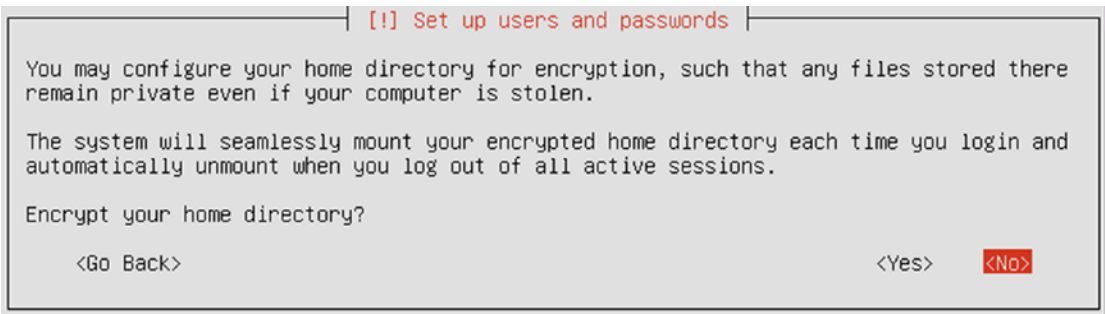 [!] Set up users and passwords
You may configure your home directory for encryption, such that any files stored there
remain private even if your computer is stolen.
The system will seamlessly mount your encrypted home directory each time you login and
automatically unmount when you log out of all active sessions.
Encrypt your home directory?
<Go Back> <Yes> <No>